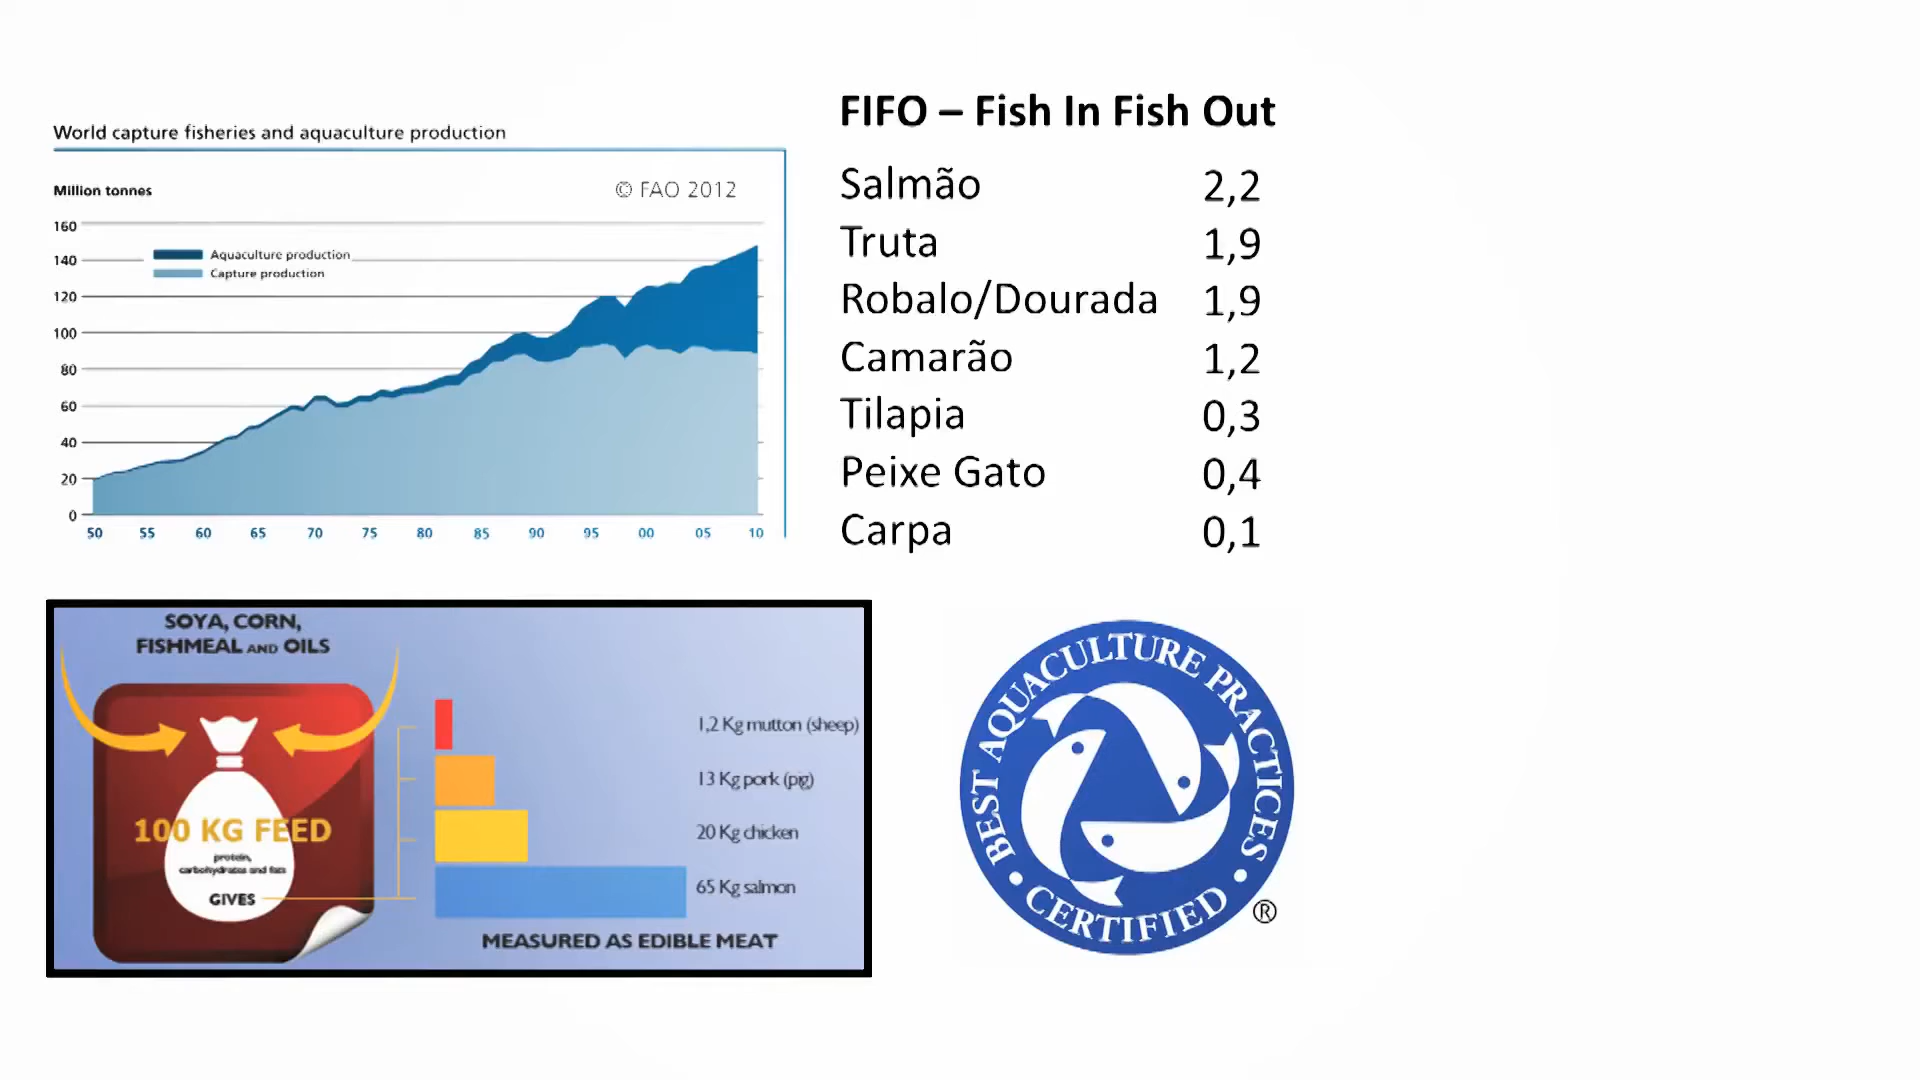 World capture fisheries and aquaculture production
Million tonnes
© FAO 2012
160
140
120
100
80
60
40
20
0
Aquaculture production
Capture production
50 55 60 65 70 75 80 85 90 95 00 05 10
FIFO – Fish In Fish Out
Salmão 2,2
Truta 1,9
Robalo/Dourada 1,9
Camarão 1,2
Tilapia 0,3
Peixe Gato 0,4
Carpa 0,1
SOYA, CORN,
FISHMEAL AND OILS
100 KG FEED
protein,
carbohydrates and fats
GIVES
1,2 Kg mutton (sheep)
13 Kg pork (pig)
20 Kg chicken
65 Kg salmon
MEASURED AS EDIBLE MEAT
BEST AQUACULTURE PRACTICES
• CERTIFIED •
®